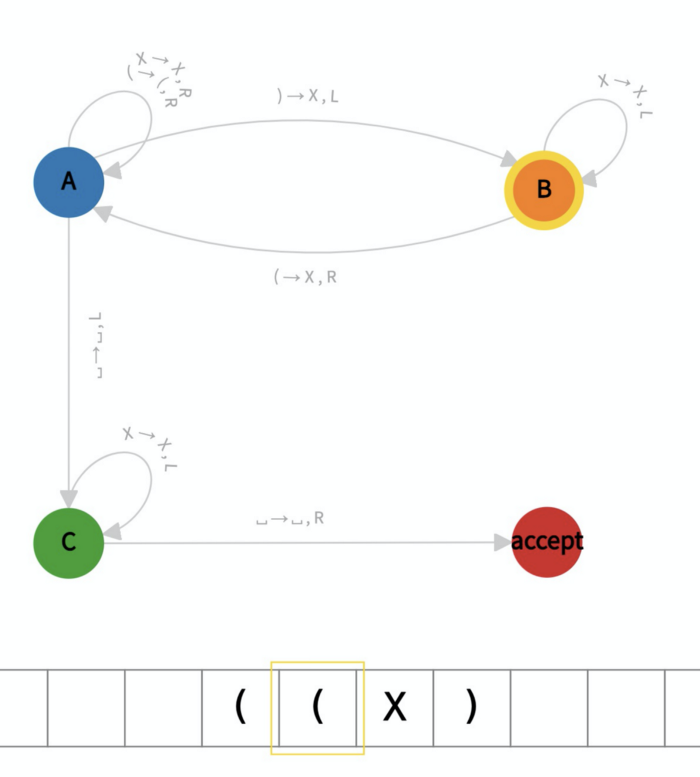 X→X,R
(→(,R
)→X,L
X→X,L
A
B
(→X,R
␣→␣,L
X→X,L
C
␣→␣,R
accept
( ( X )